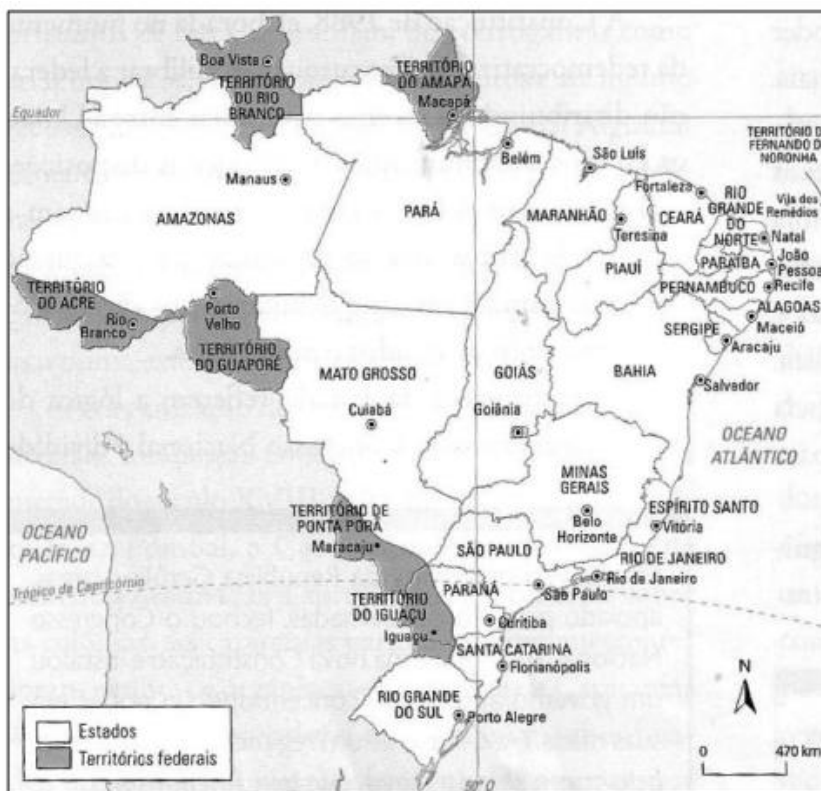 Boa Vista
TERRITÓRIO
DO RIO
BRANCO
TERRITÓRIO
DO AMAPÁ
Macapá
Equador
Belém
São Luís
TERRITÓRIO DE
FERNANDO DE
NORONHA
Vila dos
Remédios
Manaus
AMAZONAS
PARÁ
MARANHÃO
Teresina
Fortaleza
CEARÁ
RIO
GRANDE
DO
NORTE
Natal
PARAÍBA
João
Pessoa
PIAUÍ
PERNAMBUCO
Recife
ALAGOAS
Maceió
SERGIPE
Aracaju
TERRITÓRIO
DO ACRE
Rio
Branco
Porto
Velho
TERRITÓRIO
DO GUAPORÉ
MATO GROSSO
Cuiabá
GOIÁS
Goiânia
BAHIA
Salvador
OCEANO
ATLÂNTICO
MINAS
GERAIS
Belo
Horizonte
ESPÍRITO SANTO
Vitória
OCEANO
PACÍFICO
TERRITÓRIO DE
PONTA PORÃ
Maracaju
SÃO PAULO
São Paulo
RIO DE JANEIRO
Rio de Janeiro
Trópico de Capricórnio
TERRITÓRIO
DO IGUAÇU
Iguaçu
PARANÁ
Curitiba
SANTA CATARINA
Florianópolis
RIO GRANDE
DO SUL
Porto Alegre
Estados
Territórios federais
50° O
N
0 470 km